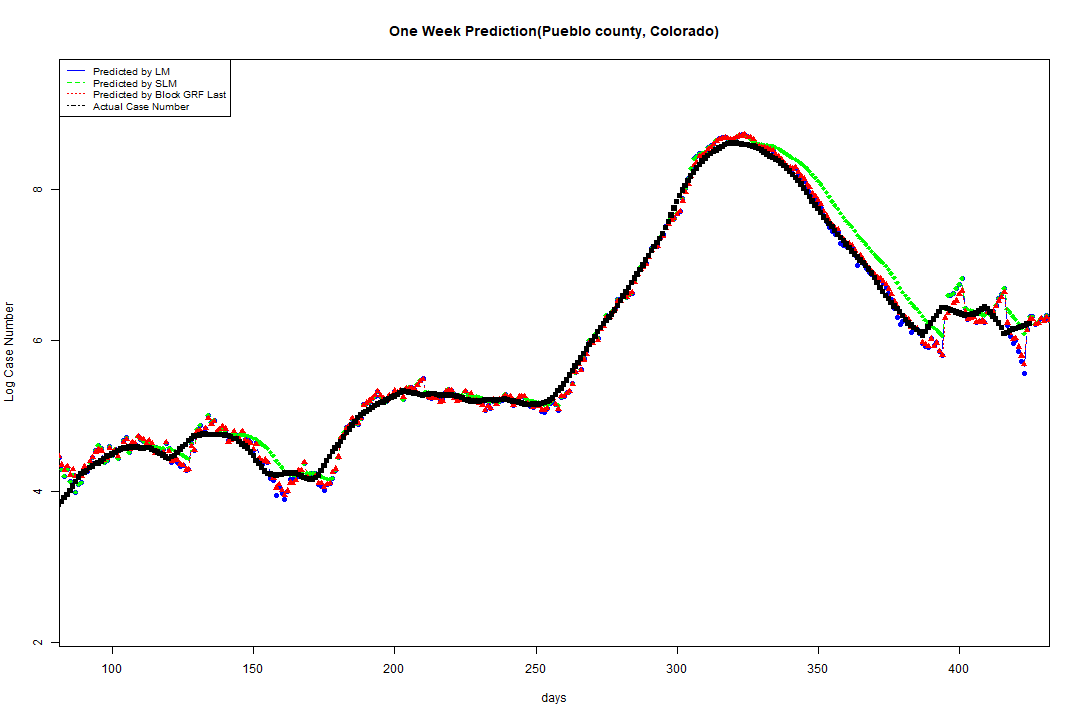 One Week Prediction(Pueblo county, Colorado)
Predicted by LM
Predicted by SLM
Predicted by Block GRF Last
Actual Case Number
8
6
4
2
Log Case Number
100 150 200 250 300 350 400
days